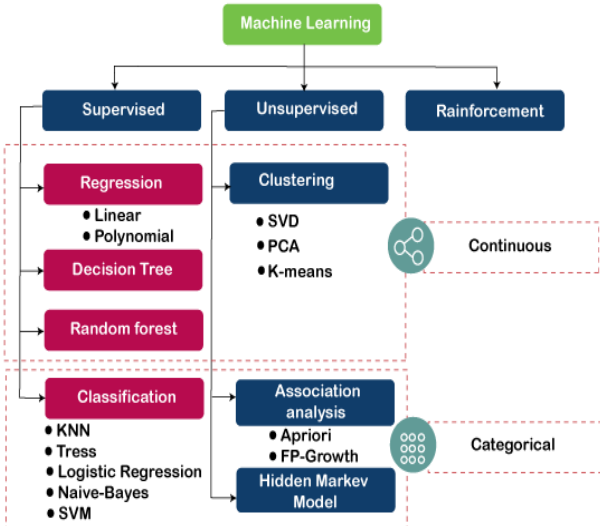 Machine Learning
Supervised
Unsupervised
Rainforcement
Regression
● Linear
● Polynomial
Decision Tree
Random forest
Clustering
● SVD
● PCA
● K-means
Continuous
Classification
● KNN
● Tress
● Logistic Regression
● Naive-Bayes
● SVM
Association
analysis
● Apriori
● FP-Growth
Hidden Markev
Model
Categorical